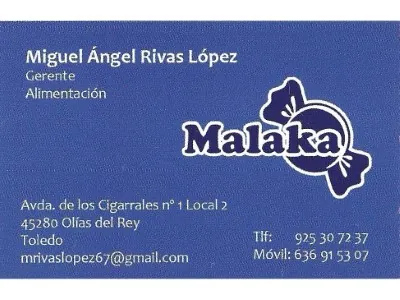 Miguel Ángel Rivas López
Gerente
Alimentación
Malaka
Avda. de los Cigarrales nº 1 Local 2
45280 Olías del Rey
Toledo
mrivaslopez67@gmail.com
Tlf: 925 30 72 37
Móvil: 636 91 53 07